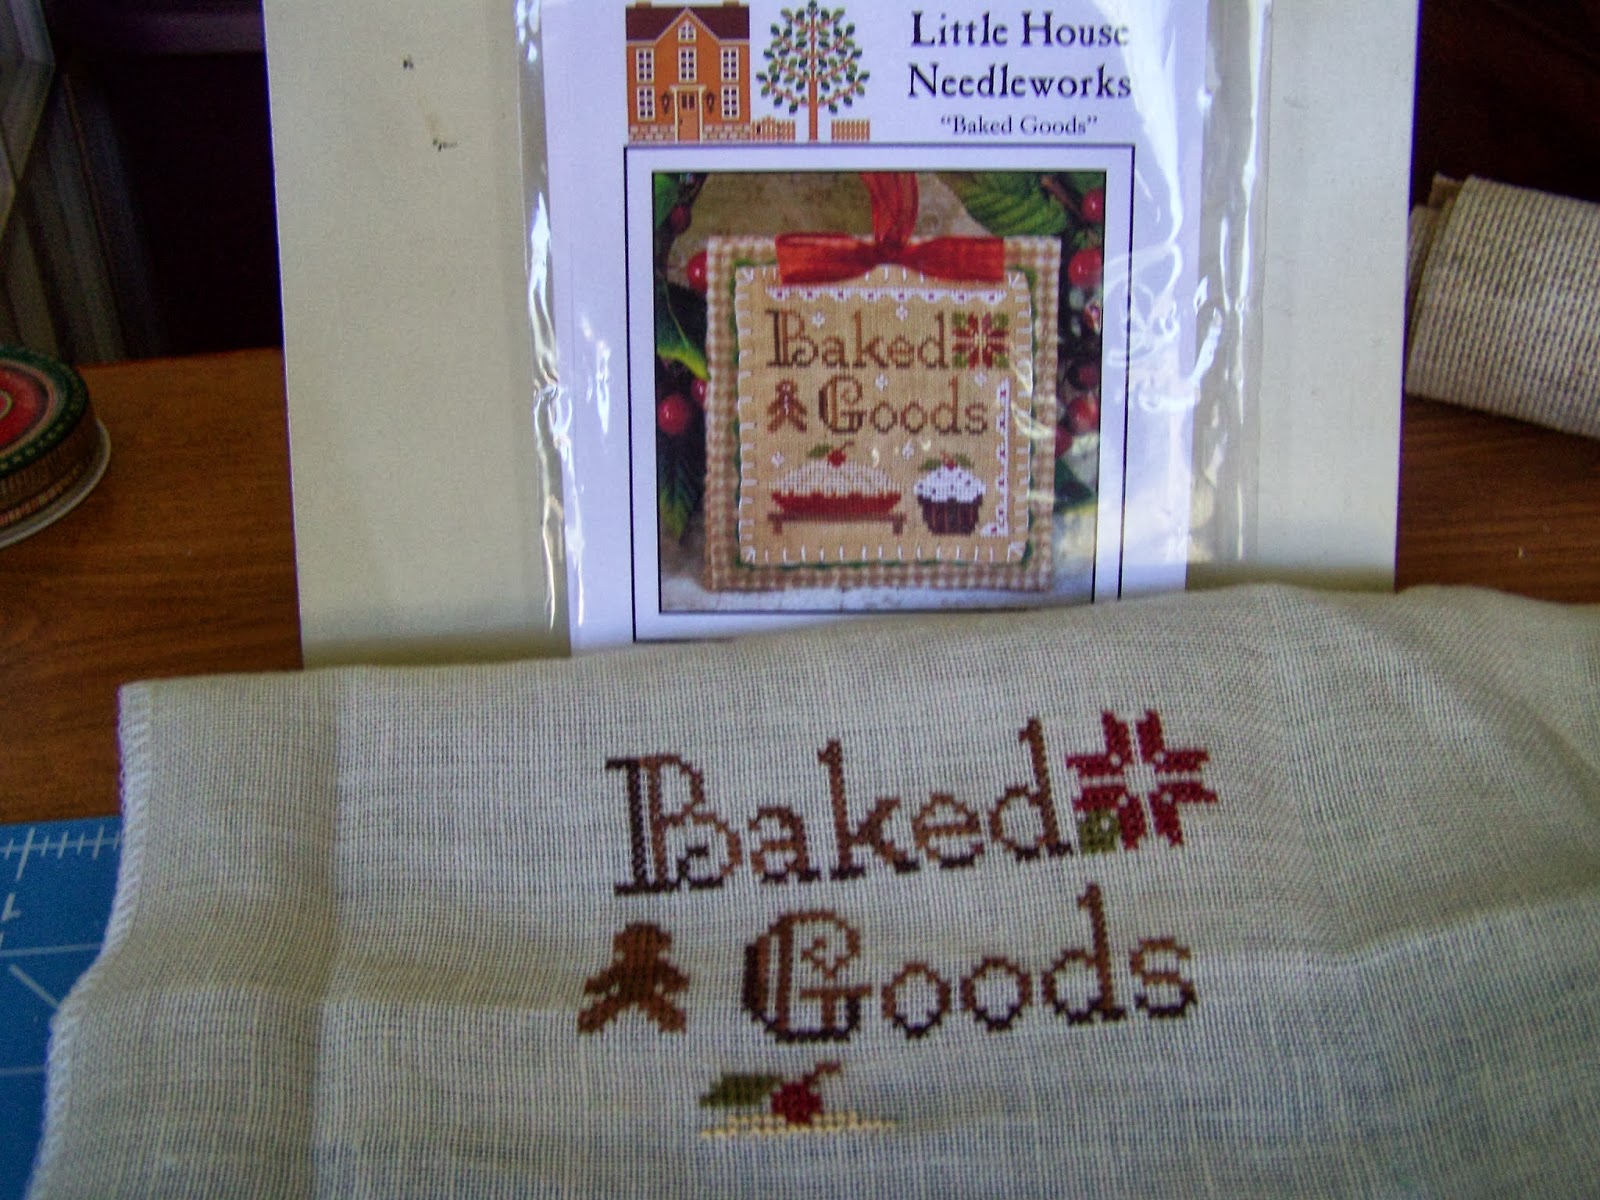 Little House
Needleworks
“Baked Goods”
Baked
Goods
Baked
Goods